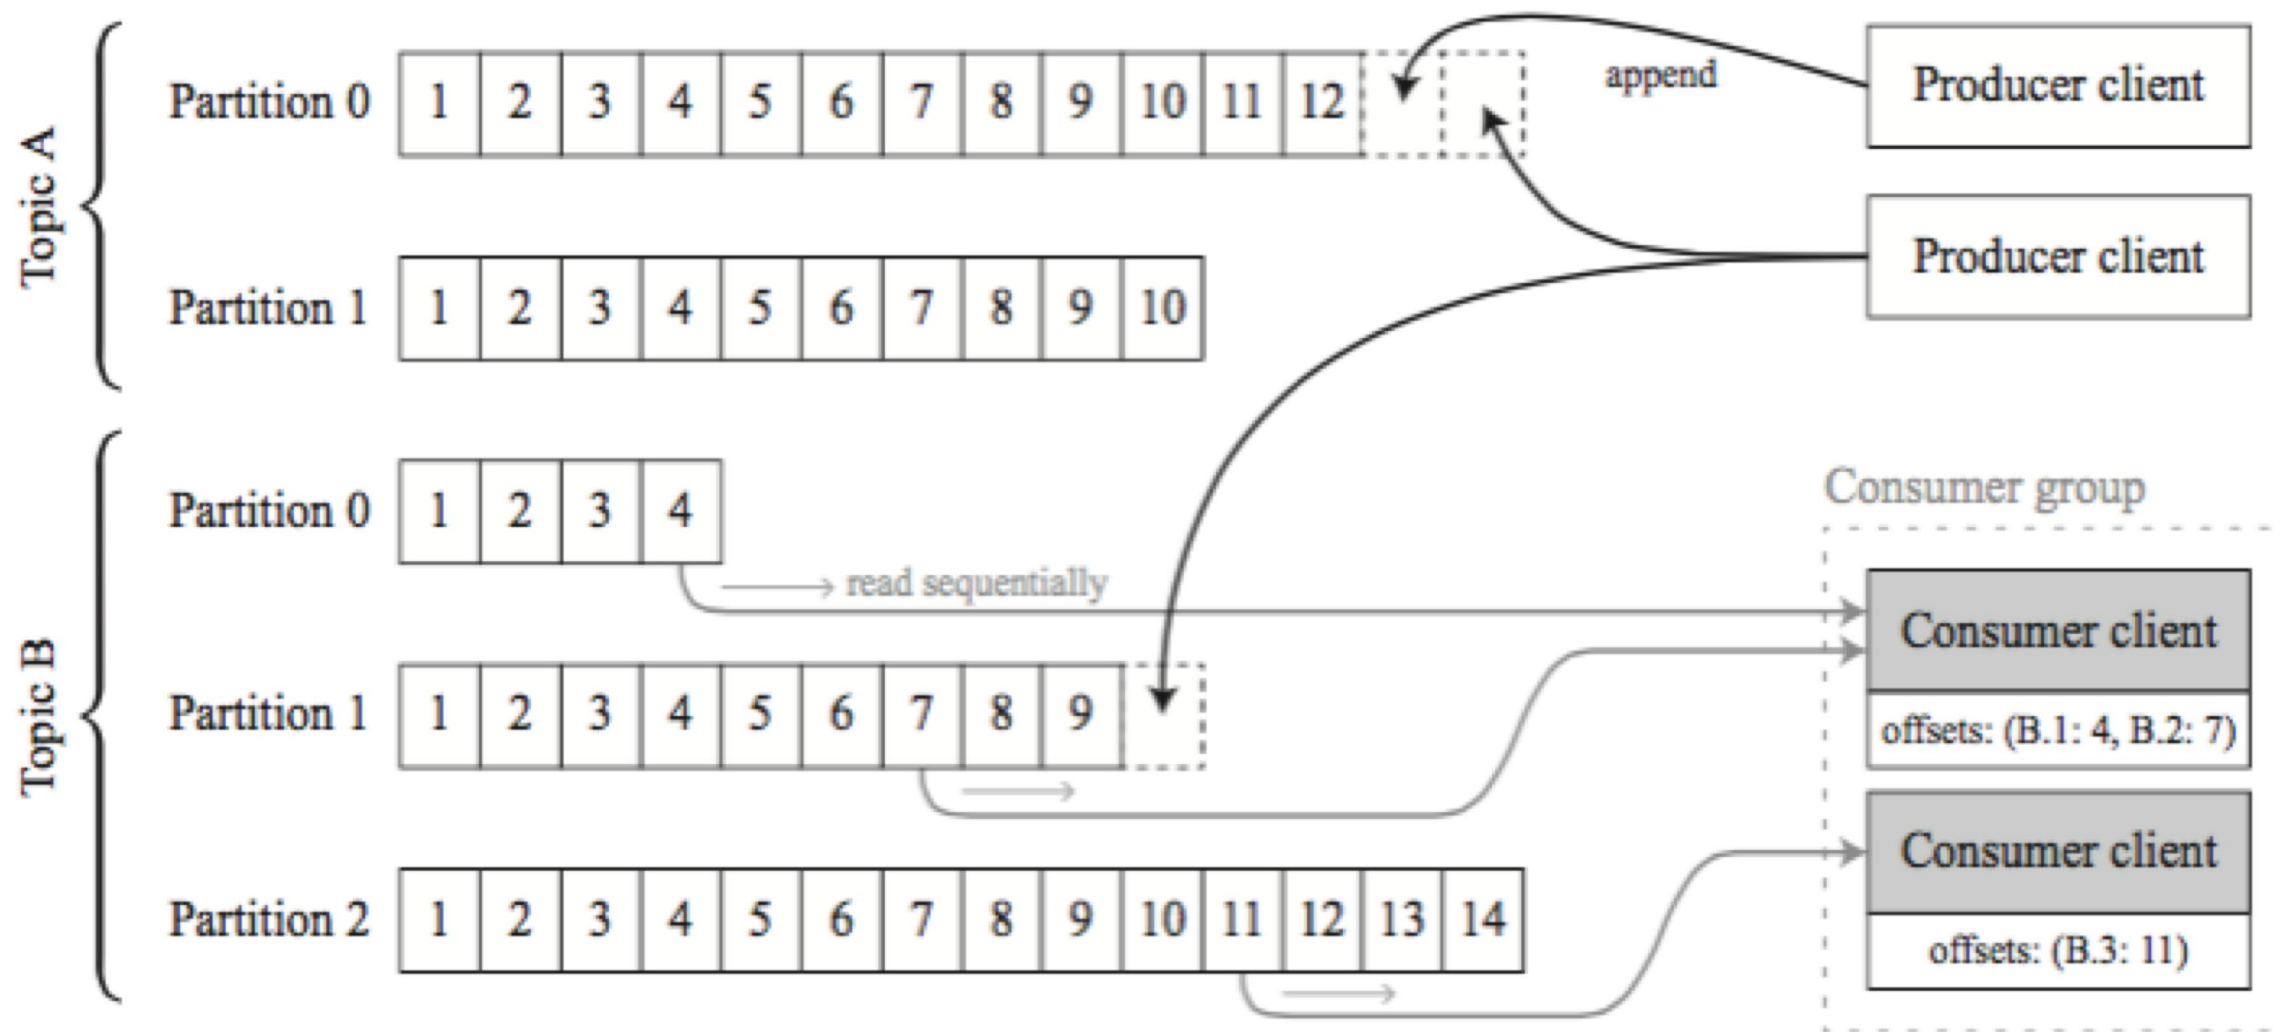 Topic A
Partition 0 1 2 3 4 5 6 7 8 9 10 11 12
append
Producer client
Producer client
Partition 1 1 2 3 4 5 6 7 8 9 10
Topic B
Partition 0 1 2 3 4
read sequentially
Partition 1 1 2 3 4 5 6 7 8 9
Partition 2 1 2 3 4 5 6 7 8 9 10 11 12 13 14
Consumer group
Consumer client
offsets: (B.1: 4, B.2: 7)
Consumer client
offsets: (B.3: 11)